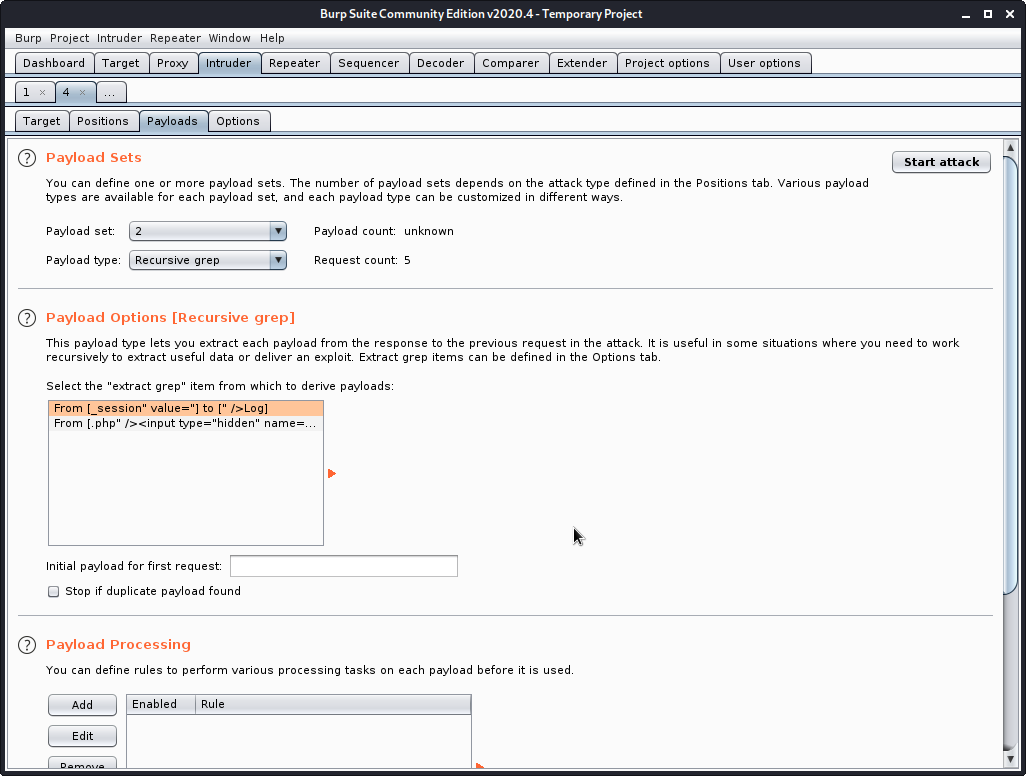 Burp Suite Community Edition v2020.4 - Temporary Project
Burp Project Intruder Repeater Window Help
Dashboard Target Proxy Intruder Repeater Sequencer Decoder Comparer Extender Project options User options
1 × 4 × ...
Target Positions Payloads Options
? Payload Sets
Start attack
You can define one or more payload sets. The number of payload sets depends on the attack type defined in the Positions tab. Various payload
types are available for each payload set, and each payload type can be customized in different ways.
Payload set: 2 Payload count: unknown
Payload type: Recursive grep Request count: 5
? Payload Options [Recursive grep]
This payload type lets you extract each payload from the response to the previous request in the attack. It is useful in some situations where you need to work
recursively to extract useful data or deliver an exploit. Extract grep items can be defined in the Options tab.
Select the "extract grep" item from which to derive payloads:
From [_session" value="] to [" />Log]
From [.php" /><input type="hidden" name=...
Initial payload for first request:
Stop if duplicate payload found
? Payload Processing
You can define rules to perform various processing tasks on each payload before it is used.
Add Enabled Rule
Edit
Remove